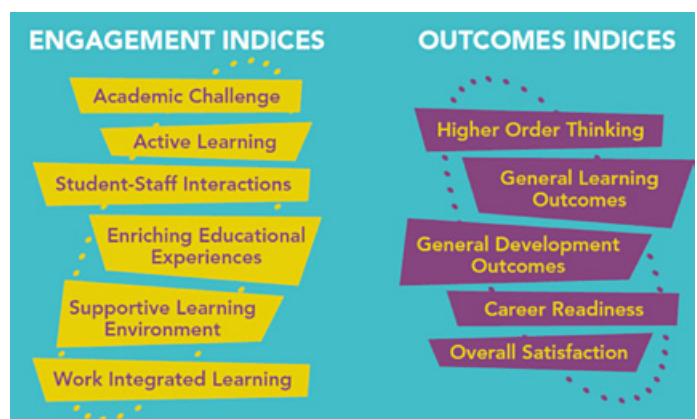 ENGAGEMENT INDICES
Academic Challenge
Active Learning
Student-Staff Interactions
Enriching Educational
Experiences
Supportive Learning
Environment
Work Integrated Learning
OUTCOMES INDICES
Higher Order Thinking
General Learning
Outcomes
General Development
Outcomes
Career Readiness
Overall Satisfaction